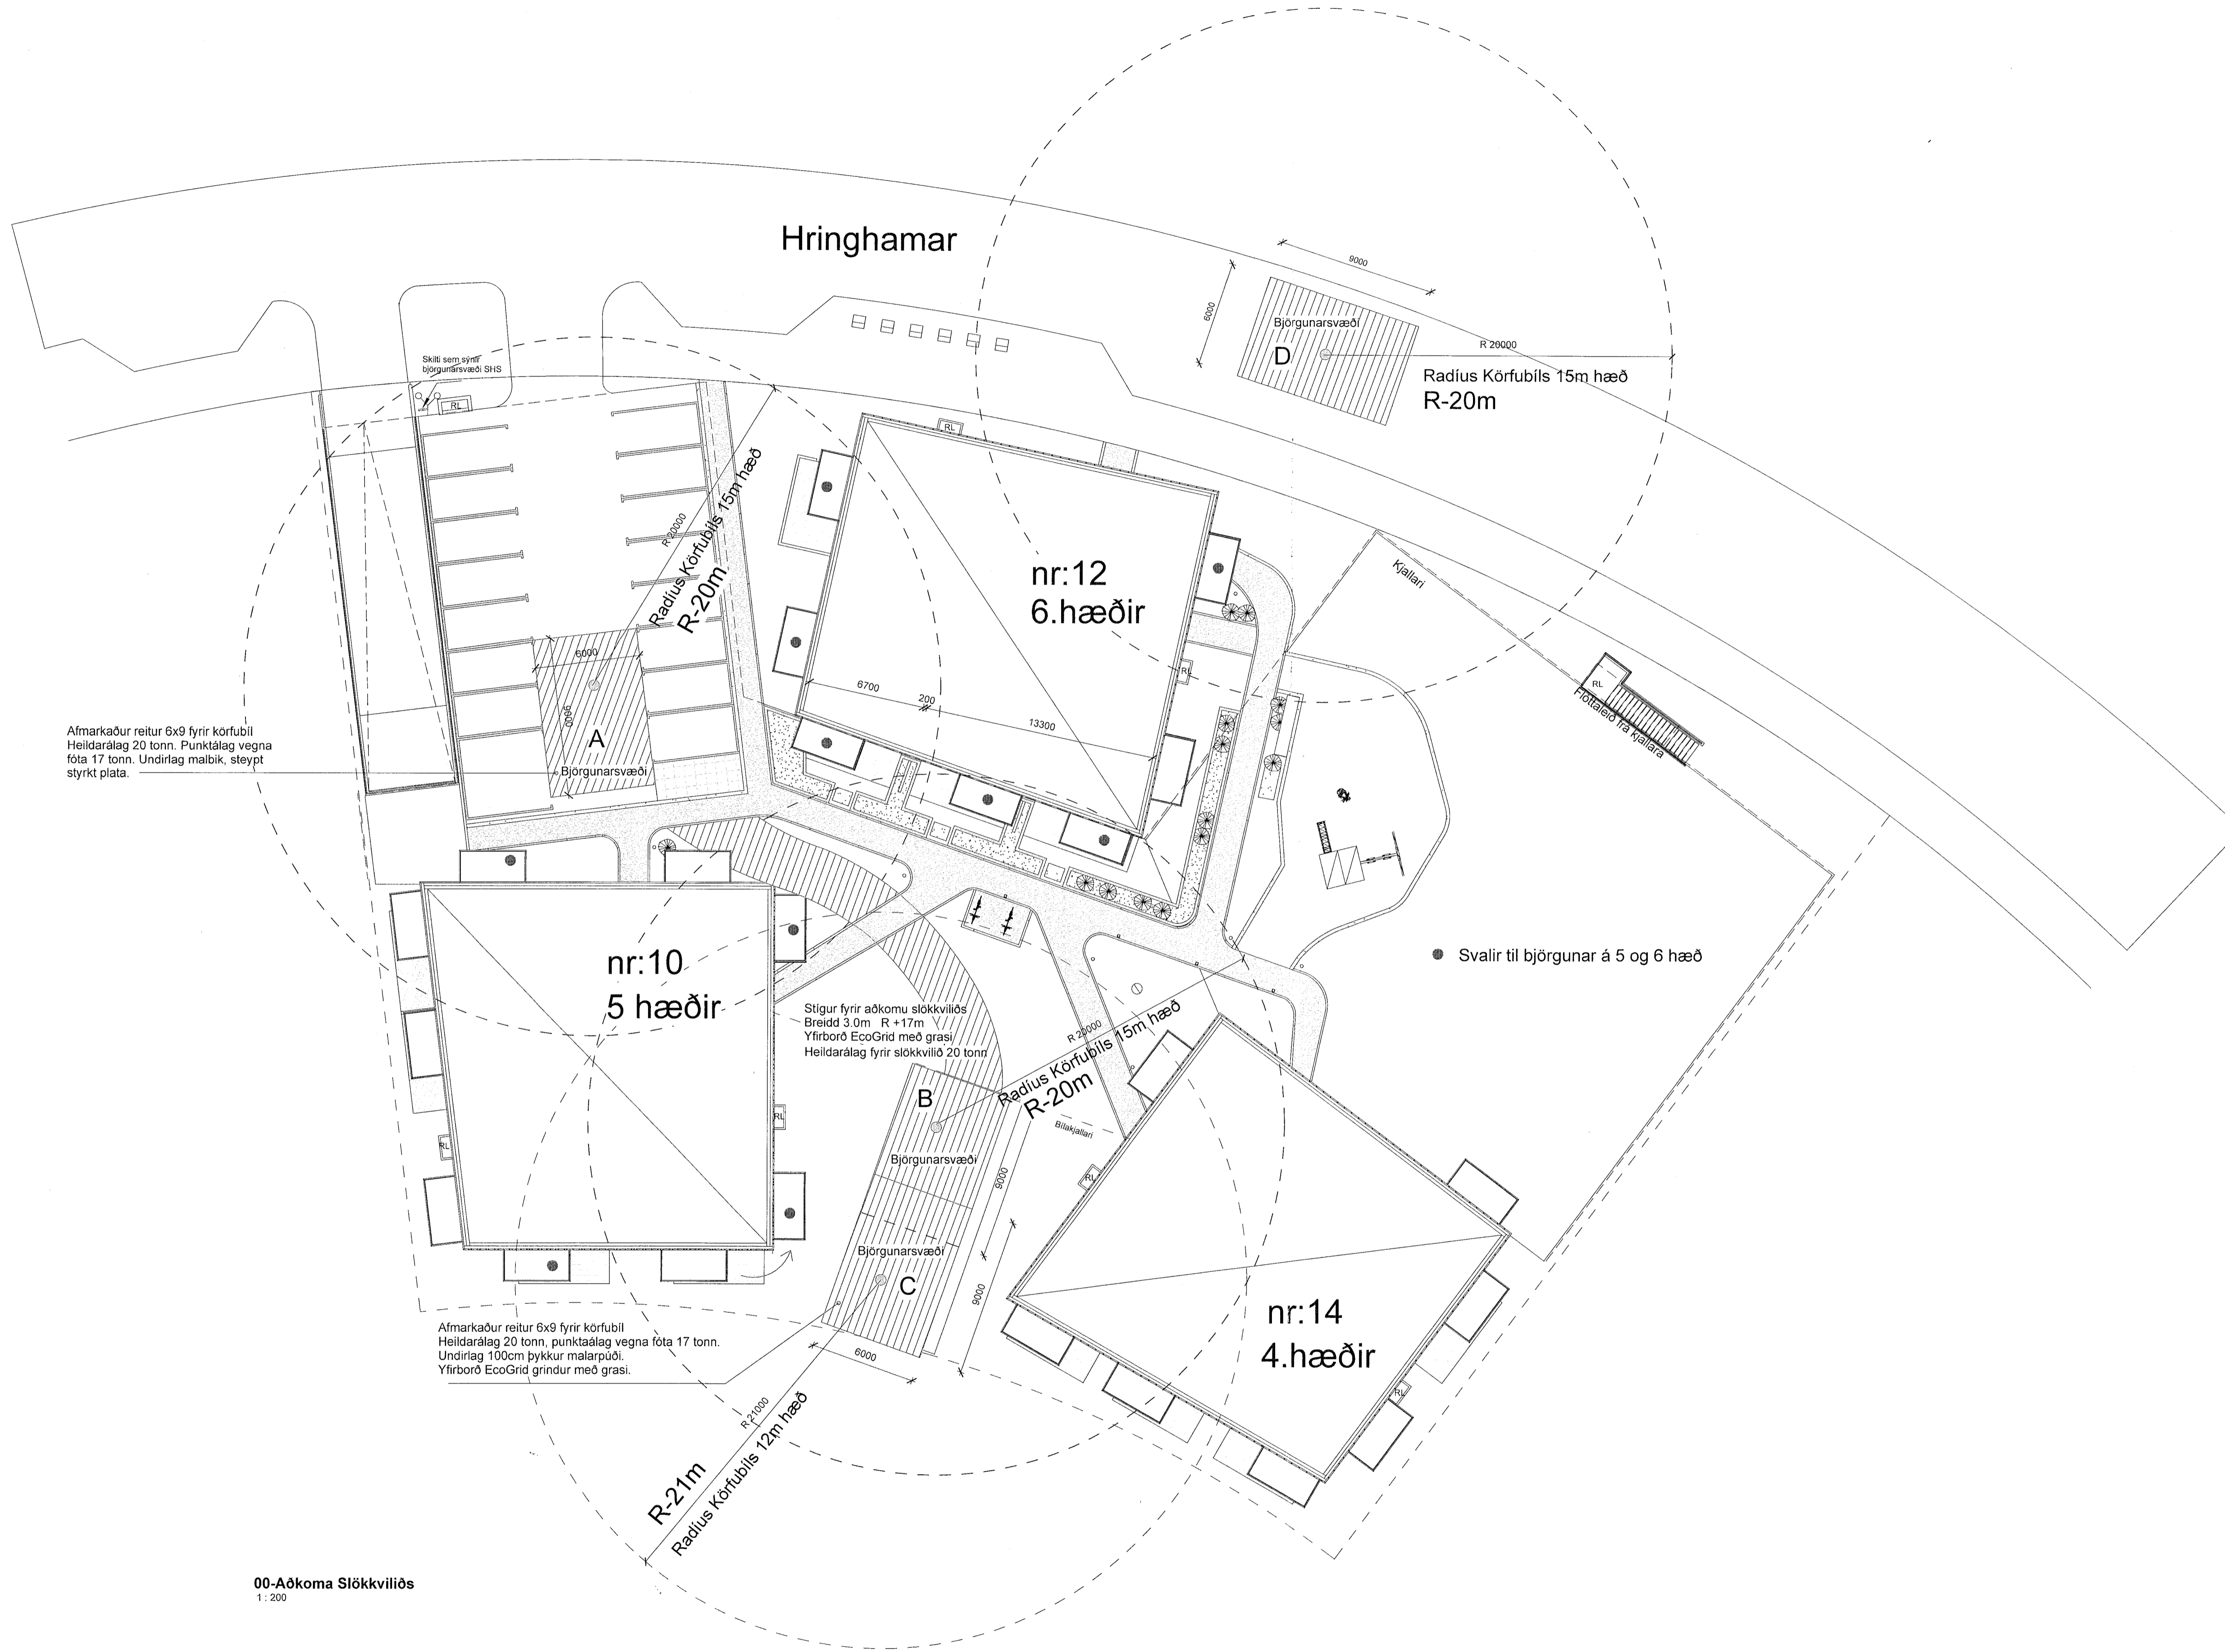 Hringhamar
9000
6000
Björgunarsvæði
D
R 20000
Radíus Körfubíls 15m hæð
R-20m
Skilti sem sýnir
björgunarsvæði SHS
RL
RL
R 20000
Radíus Körfubíls 15m hæð
R-20m
nr:12
6.hæðir
Kjallari
RL
Flóttaleið frá kjallara
RL
6700
200
13300
6000
9000
A
Björgunarsvæði
Afmarkaður reitur 6x9 fyrir körfubíl
Heildarálag 20 tonn. Punktálag vegna
fóta 17 tonn. Undirlag malbik, steypt
styrkt plata.
nr:10
5 hæðir
Svalir til björgunar á 5 og 6 hæð
Stígur fyrir aðkomu slökkviliðs
Breidd 3.0m R +17m
Yfirborð EcoGrid með grasi
Heildarálag fyrir slökkvilið 20 tonn
R 20000
Radíus Körfubíls 15m hæð
R-20m
B
Björgunarsvæði
Bílakjallari
RL
RL
RL
9000
Björgunarsvæði
C
9000
6000
nr:14
4.hæðir
RL
Afmarkaður reitur 6x9 fyrir körfubíl
Heildarálag 20 tonn, punktaálag vegna fóta 17 tonn.
Undirlag 100cm þykkur malarpúði.
Yfirborð EcoGrid grindur með grasi.
R 21000
R-21m
Radíus Körfubíls 12m hæð
00-Aðkoma Slökkviliðs
1 : 200